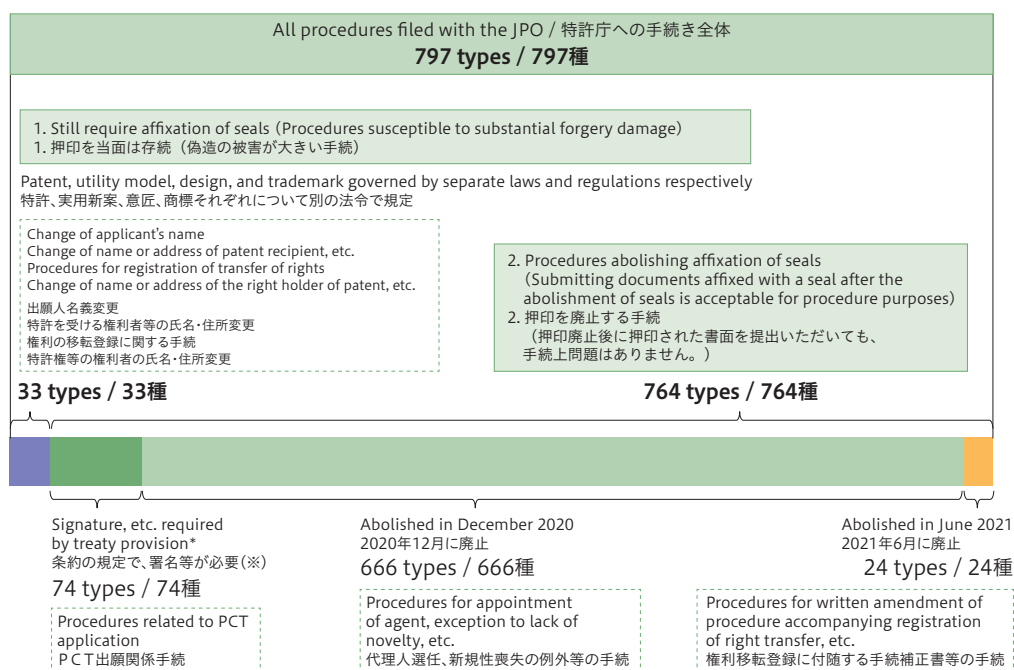 All procedures filed with the JPO / 特許庁への手続き全体
797 types / 797種
1. Still require affixation of seals (Procedures susceptible to substantial forgery damage)
1. 押印を当面は存続（偽造の被害が大きい手続）
Patent, utility model, design, and trademark governed by separate laws and regulations respectively
特許、実用新案、意匠、商標それぞれについて別の法令で規定
Change of applicant's name
Change of name or address of patent recipient, etc.
Procedures for registration of transfer of rights
Change of name or address of the right holder of patent, etc.
出願人名義変更
特許を受ける権利者等の氏名・住所変更
権利の移転登録に関する手続
特許権等の権利者の氏名・住所変更
33 types / 33種
2. Procedures abolishing affixation of seals
(Submitting documents affixed with a seal after the
abolishment of seals is acceptable for procedure purposes)
2. 押印を廃止する手続
（押印廃止後に押印された書面を提出いただいても、
手続上問題はありません。）
764 types / 764種
Signature, etc. required
by treaty provision*
条約の規定で、署名等が必要（※）
74 types / 74種
Procedures related to PCT
application
ＰＣＴ出願関係手続
Abolished in December 2020
2020年12月に廃止
666 types / 666種
Procedures for appointment
of agent, exception to lack of
novelty, etc.
代理人選任、新規性喪失の例外等の手続
Abolished in June 2021
2021年6月に廃止
24 types / 24種
Procedures for written amendment of
procedure accompanying registration
of right transfer, etc.
権利移転登録に付随する手続補正書等の手続